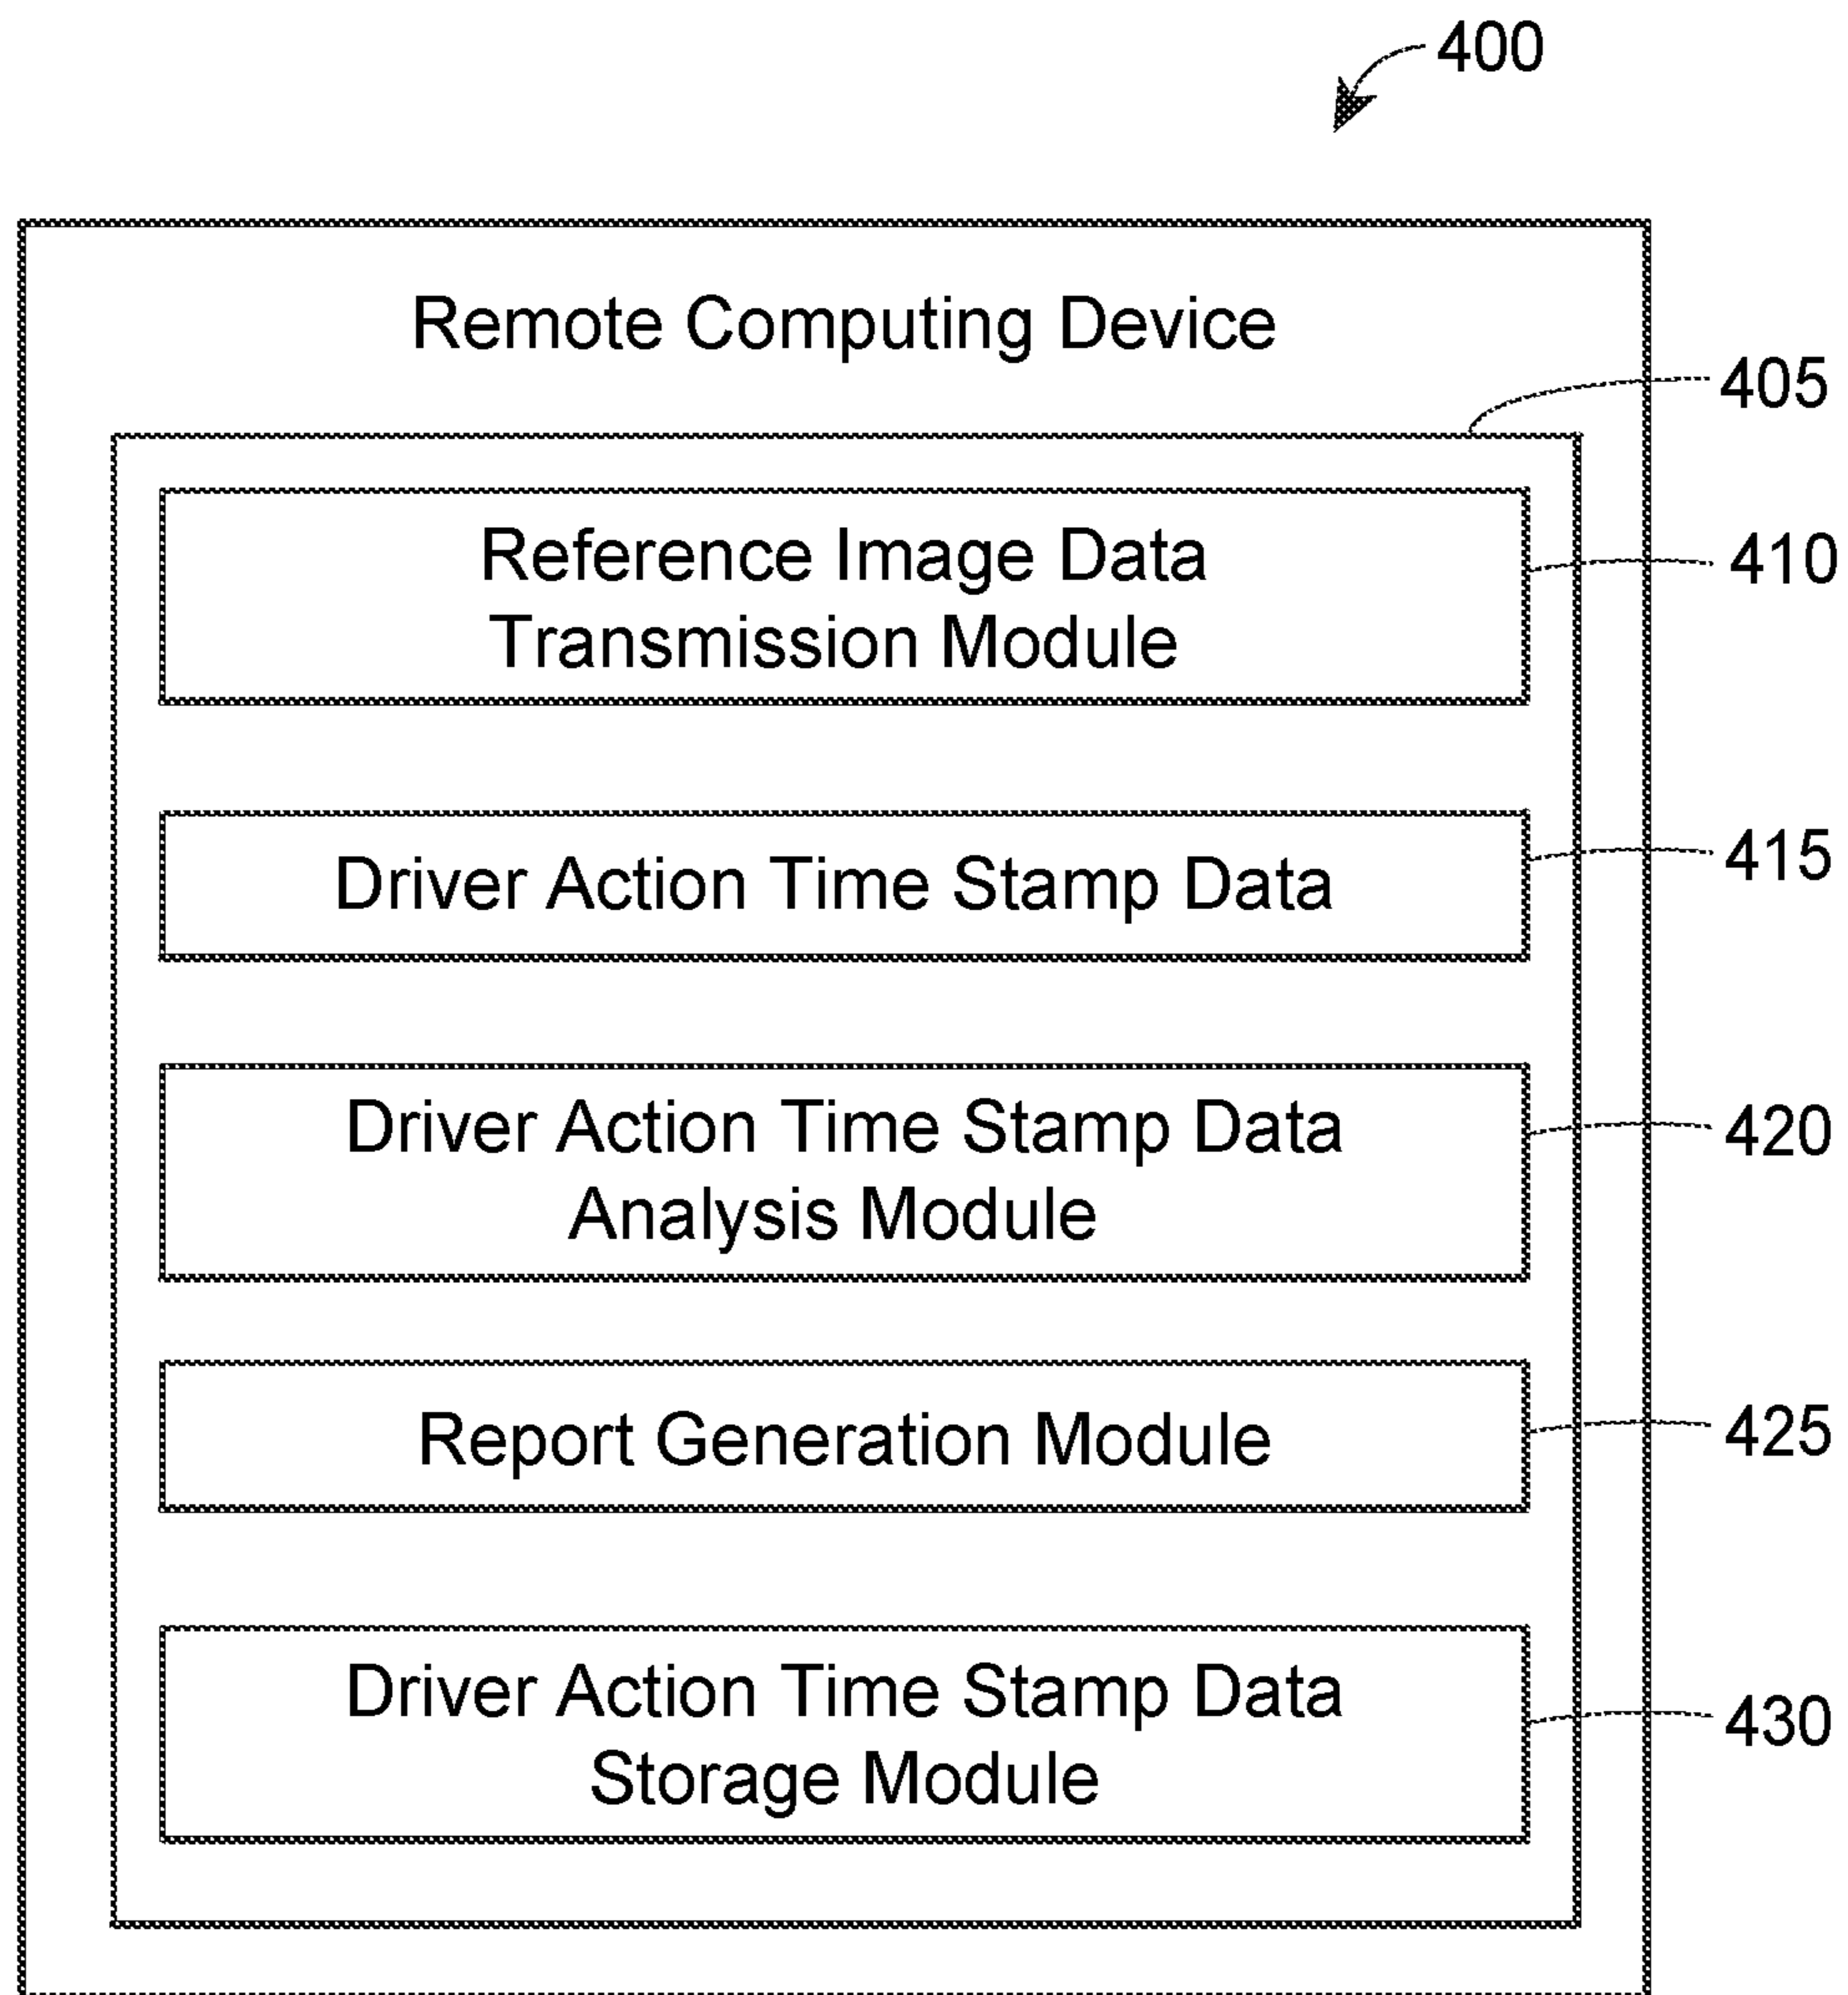 400
Remote Computing Device
405
Reference Image Data
Transmission Module
410
Driver Action Time Stamp Data
415
Driver Action Time Stamp Data
Analysis Module
420
Report Generation Module
425
Driver Action Time Stamp Data
Storage Module
430